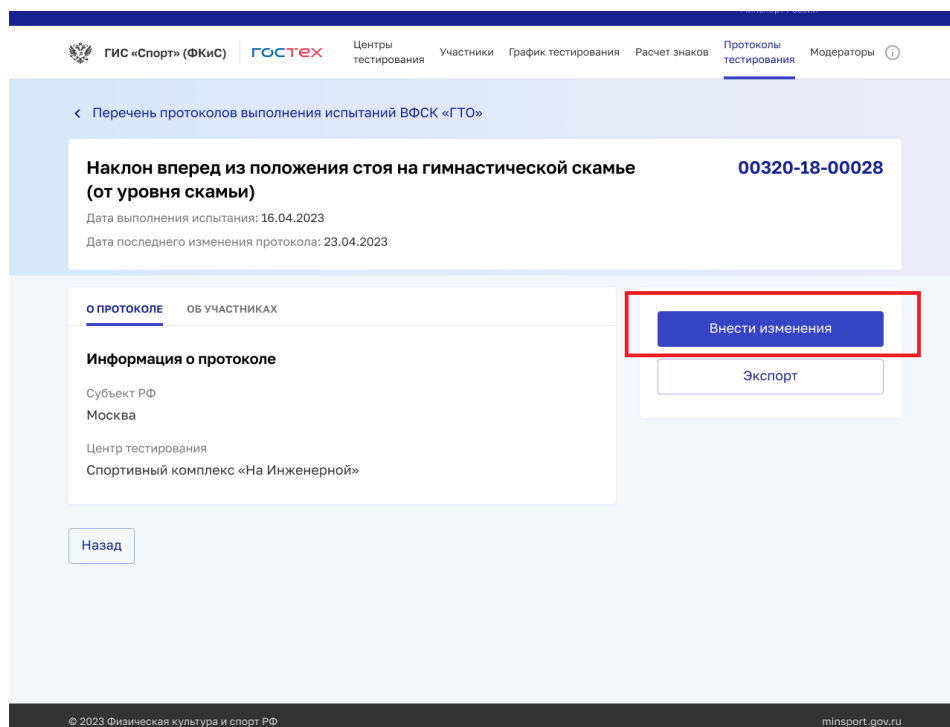 ГИС «Спорт» (ФКиС)
ГОСТЕХ
Центры
тестирования
Участники
График тестирования
Расчет знаков
Протоколы
тестирования
Модераторы
Перечень протоколов выполнения испытаний ВФСК «ГТО»
Наклон вперед из положения стоя на гимнастической скамье
(от уровня скамьи)
00320-18-00028
Дата выполнения испытания: 16.04.2023
Дата последнего изменения протокола: 23.04.2023
О ПРОТОКОЛЕ
ОБ УЧАСТНИКАХ
Внести изменения
Экспорт
Информация о протоколе
Субъект РФ
Москва
Центр тестирования
Спортивный комплекс «На Инженерной»
Назад
© 2023 Физическая культура и спорт РФ
minsport.gov.ru